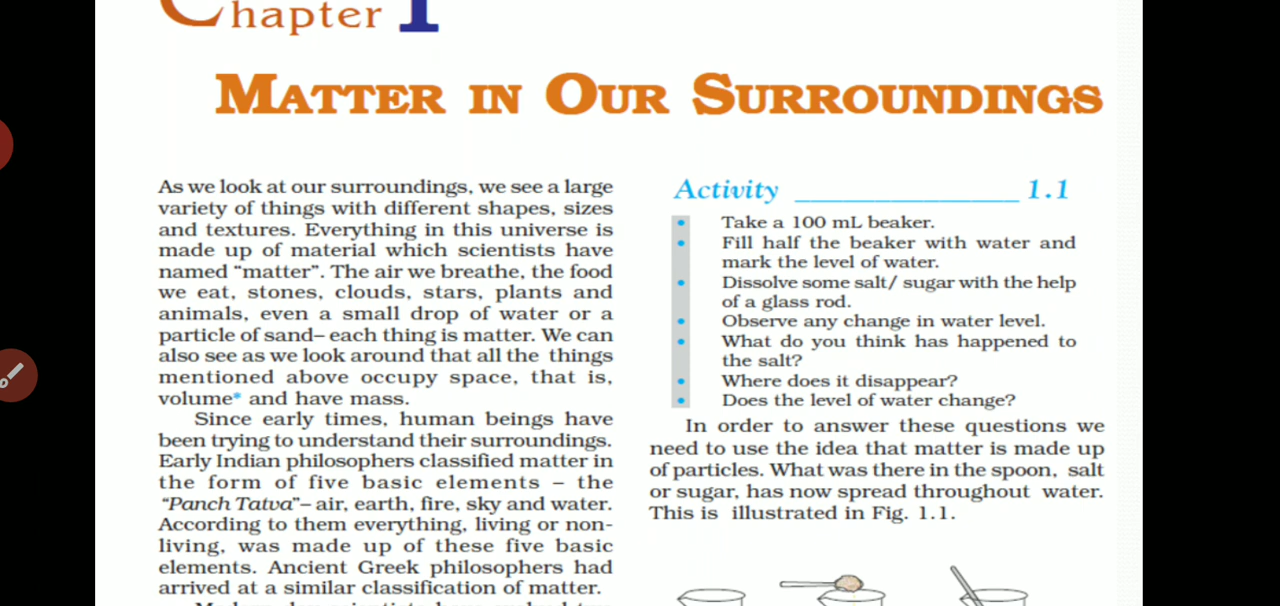 Chapter 1
MATTER IN OUR SURROUNDINGS
As we look at our surroundings, we see a large
variety of things with different shapes, sizes
and textures. Everything in this universe is
made up of material which scientists have
named “matter”. The air we breathe, the food
we eat, stones, clouds, stars, plants and
animals, even a small drop of water or a
particle of sand– each thing is matter. We can
also see as we look around that all the things
mentioned above occupy space, that is,
volume* and have mass.
Since early times, human beings have
been trying to understand their surroundings.
Early Indian philosophers classified matter in
the form of five basic elements – the
“Panch Tatva”– air, earth, fire, sky and water.
According to them everything, living or non-
living, was made up of these five basic
elements. Ancient Greek philosophers had
arrived at a similar classification of matter.
Activity ________________ 1.1
• Take a 100 mL beaker.
• Fill half the beaker with water and
mark the level of water.
• Dissolve some salt/ sugar with the help
of a glass rod.
• Observe any change in water level.
• What do you think has happened to
the salt?
• Where does it disappear?
• Does the level of water change?
In order to answer these questions we
need to use the idea that matter is made up
of particles. What was there in the spoon, salt
or sugar, has now spread throughout water.
This is illustrated in Fig. 1.1.